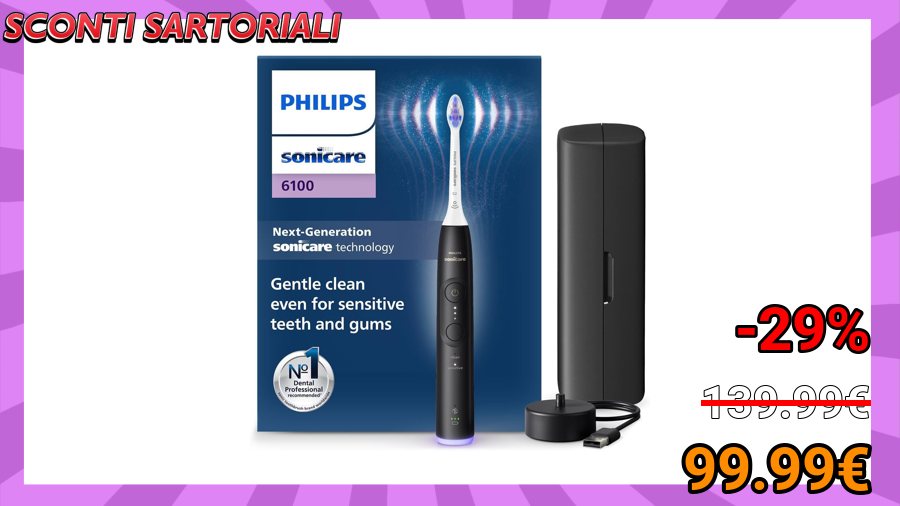 SCONTI SARTORIALI
PHILIPS
sonicare
6100
Next-Generation
sonicare technology
Gentle clean
even for sensitive
teeth and gums
Nº1
Dental
Professional
recommended
sonicare
-29%
139.99€
99.99€